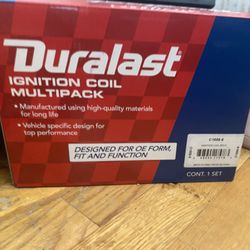 Duralast
IGNITION COIL
MULTIPACK
• Manufactured using high-quality materials
for long life
• Vehicle specific design for
top performance
DESIGNED FOR OE FORM,
FIT AND FUNCTION
CONT. 1 SET